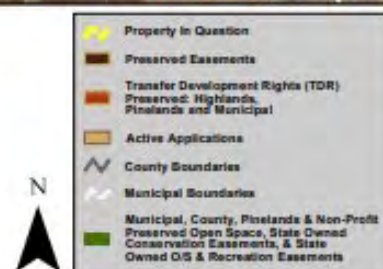 Property In Question
Preserved Easements
Transfer Development Rights (TDR)
Preserved: Highlands,
Pinelands and Municipal
Active Applications
County Boundaries
Municipal Boundaries
N
Municipal, County, Pinelands & Non-Profit
Preserved Open Space, State Owned
Conservation Easements, & State
Owned O/S & Recreation Easements